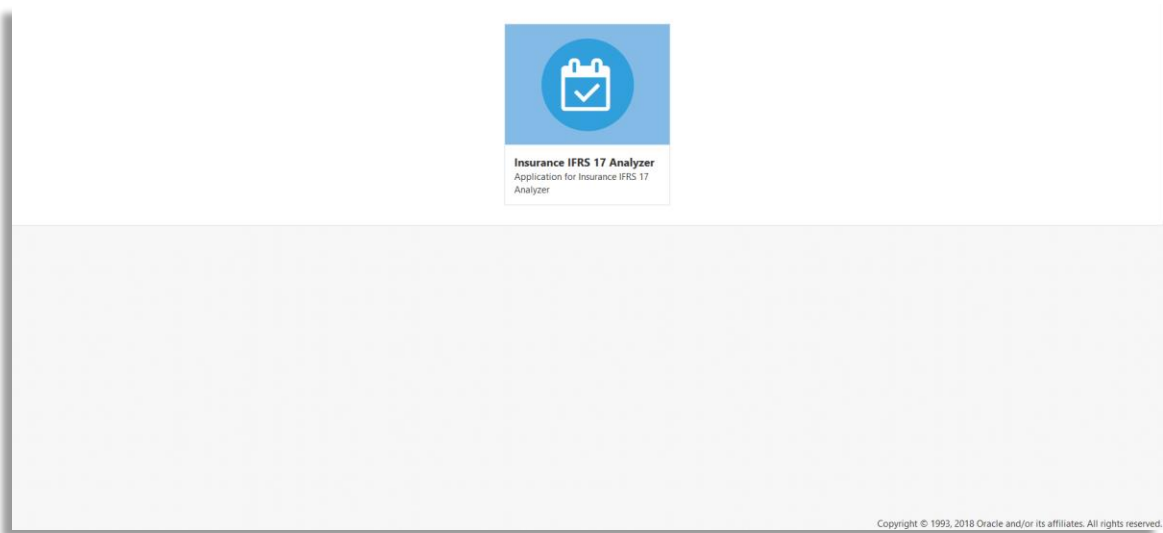 Insurance IFRS 17 Analyzer
Application for Insurance IFRS 17
Analyzer
Copyright © 1993, 2018 Oracle and/or its affiliates. All rights reserved.